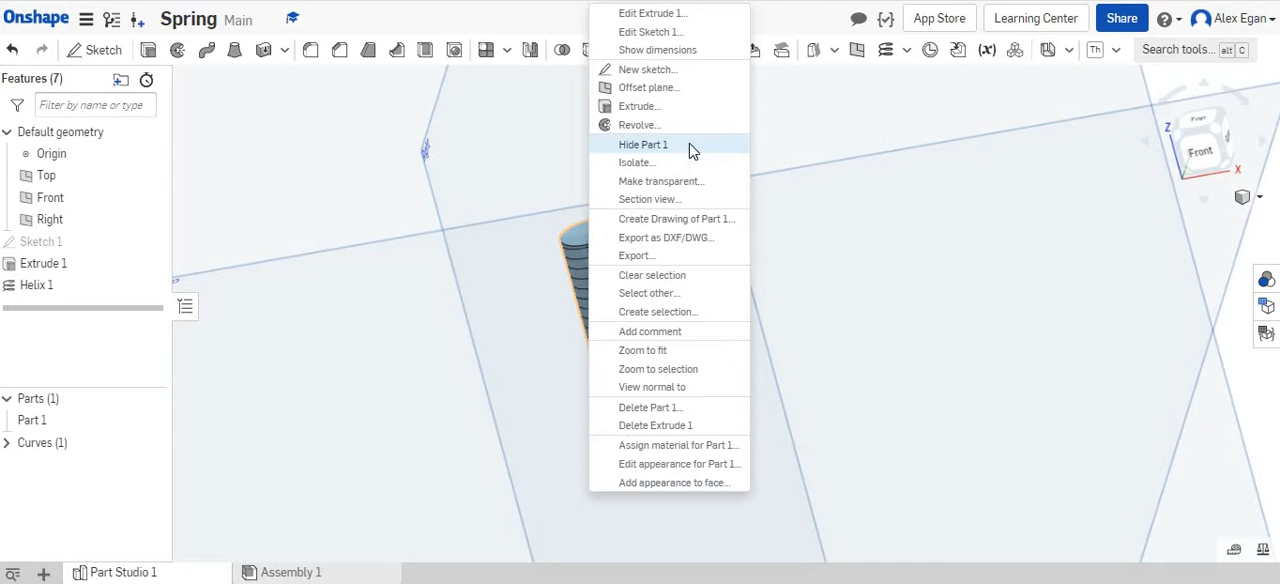 Onshape Spring Main App Store Learning Center Share Alex Egan
Sketch Th Search tools... alt C
Features (7)
Filter by name or type
Default geometry
Origin
Top
Front
Right
Sketch 1
Extrude 1
Helix 1
Parts (1)
Part 1
Curves (1)
Edit Extrude 1...
Edit Sketch 1...
Show dimensions
New sketch...
Offset plane...
Extrude...
Revolve...
Hide Part 1
Isolate...
Make transparent...
Section view...
Create Drawing of Part 1...
Export as DXF/DWG...
Export...
Clear selection
Select other...
Create selection...
Add comment
Zoom to fit
Zoom to selection
View normal to
Delete Part 1...
Delete Extrude 1
Assign material for Part 1...
Edit appearance for Part 1...
Add appearance to face...
Top
Z
Front
X
Part Studio 1 Assembly 1